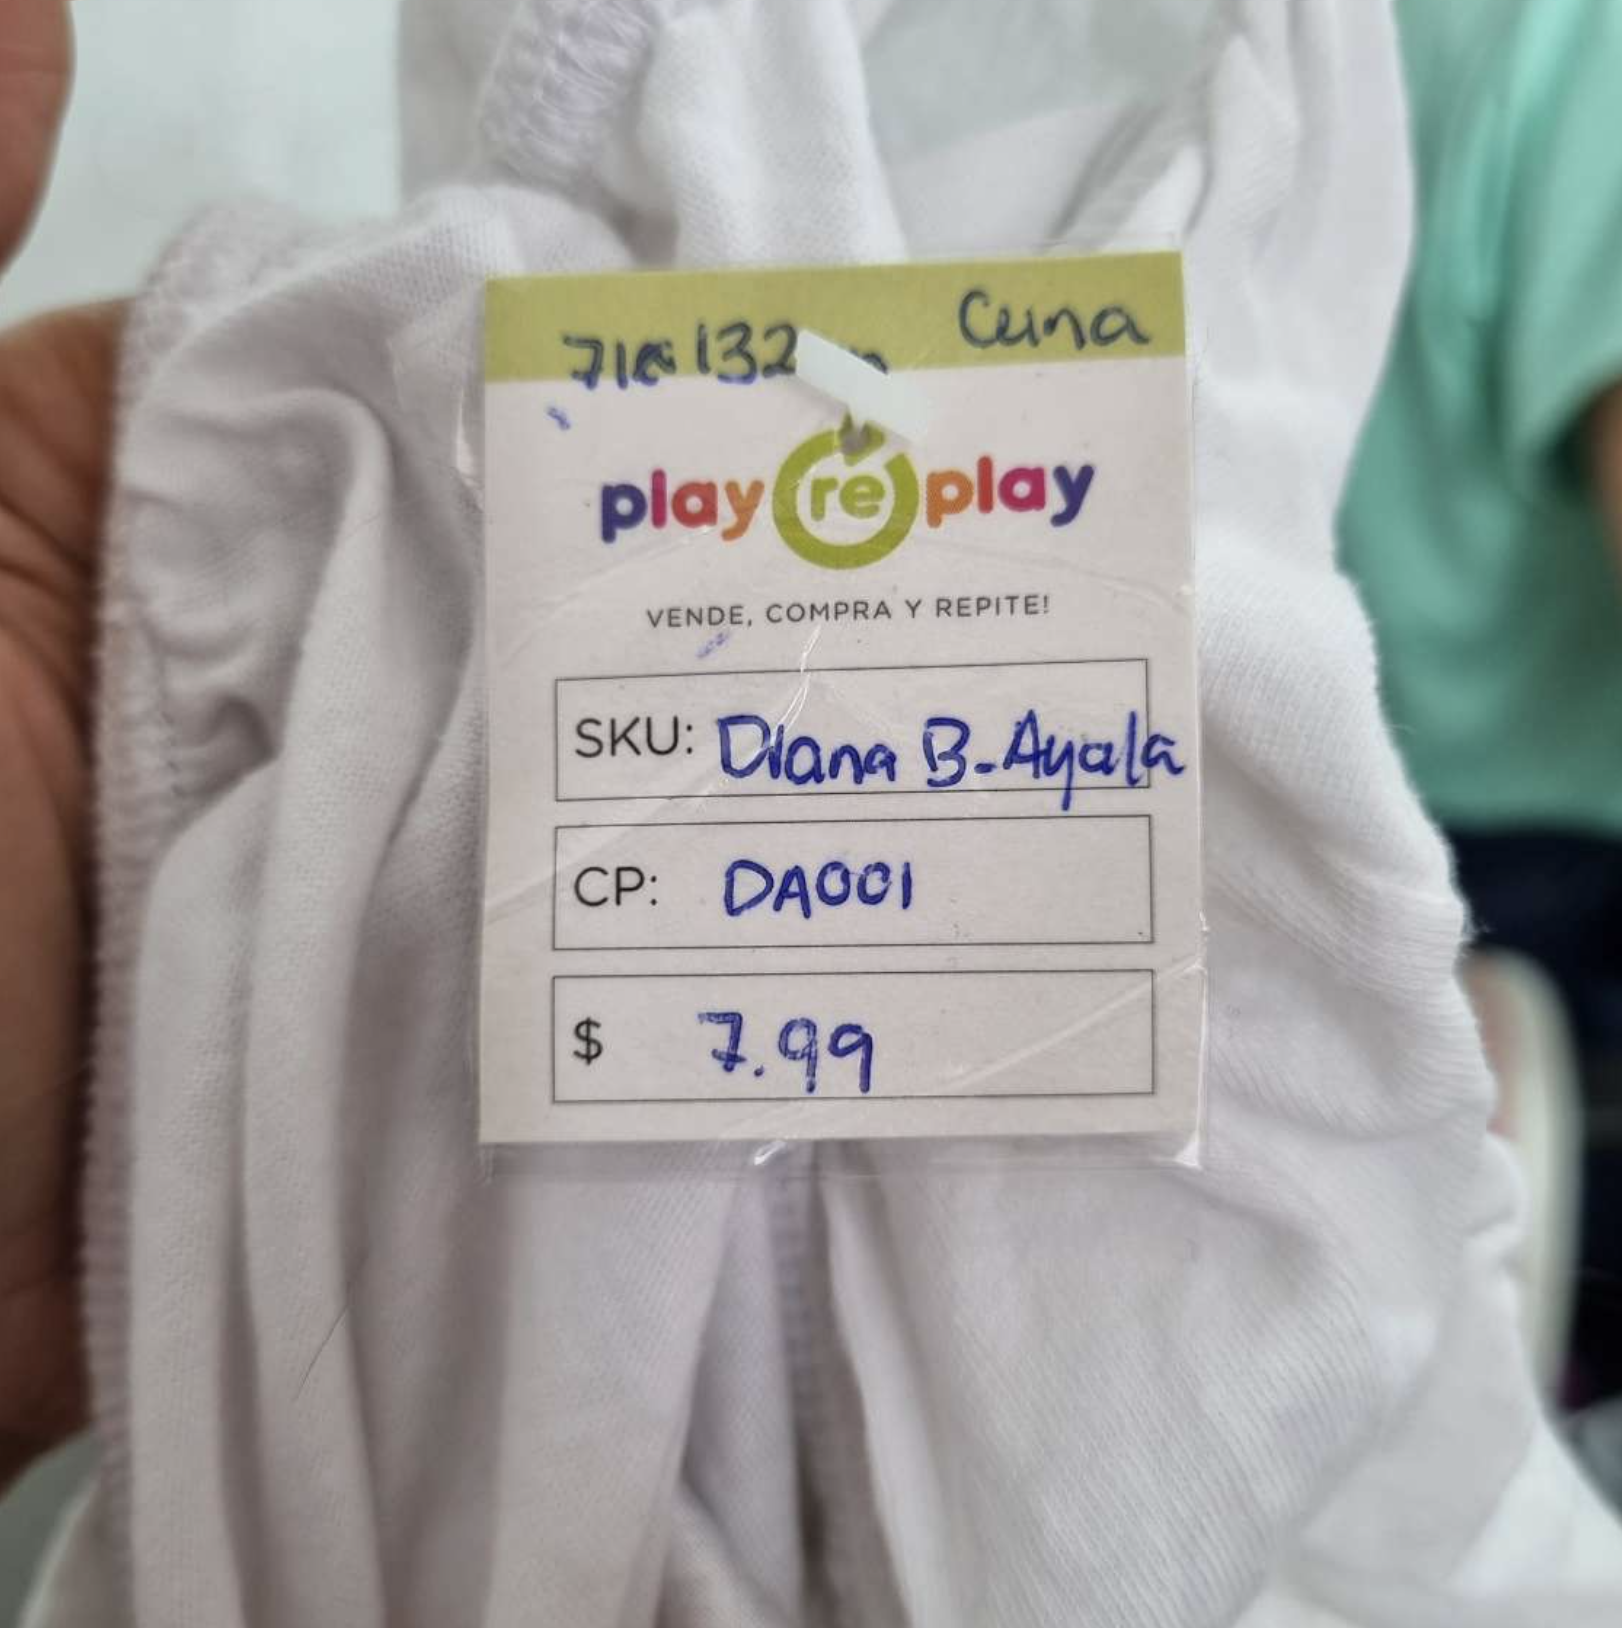 Cuna
play re play
VENDE, COMPRA Y REPITE!
SKU: Diana B. Ayala
CP: DA001
$ 7.99